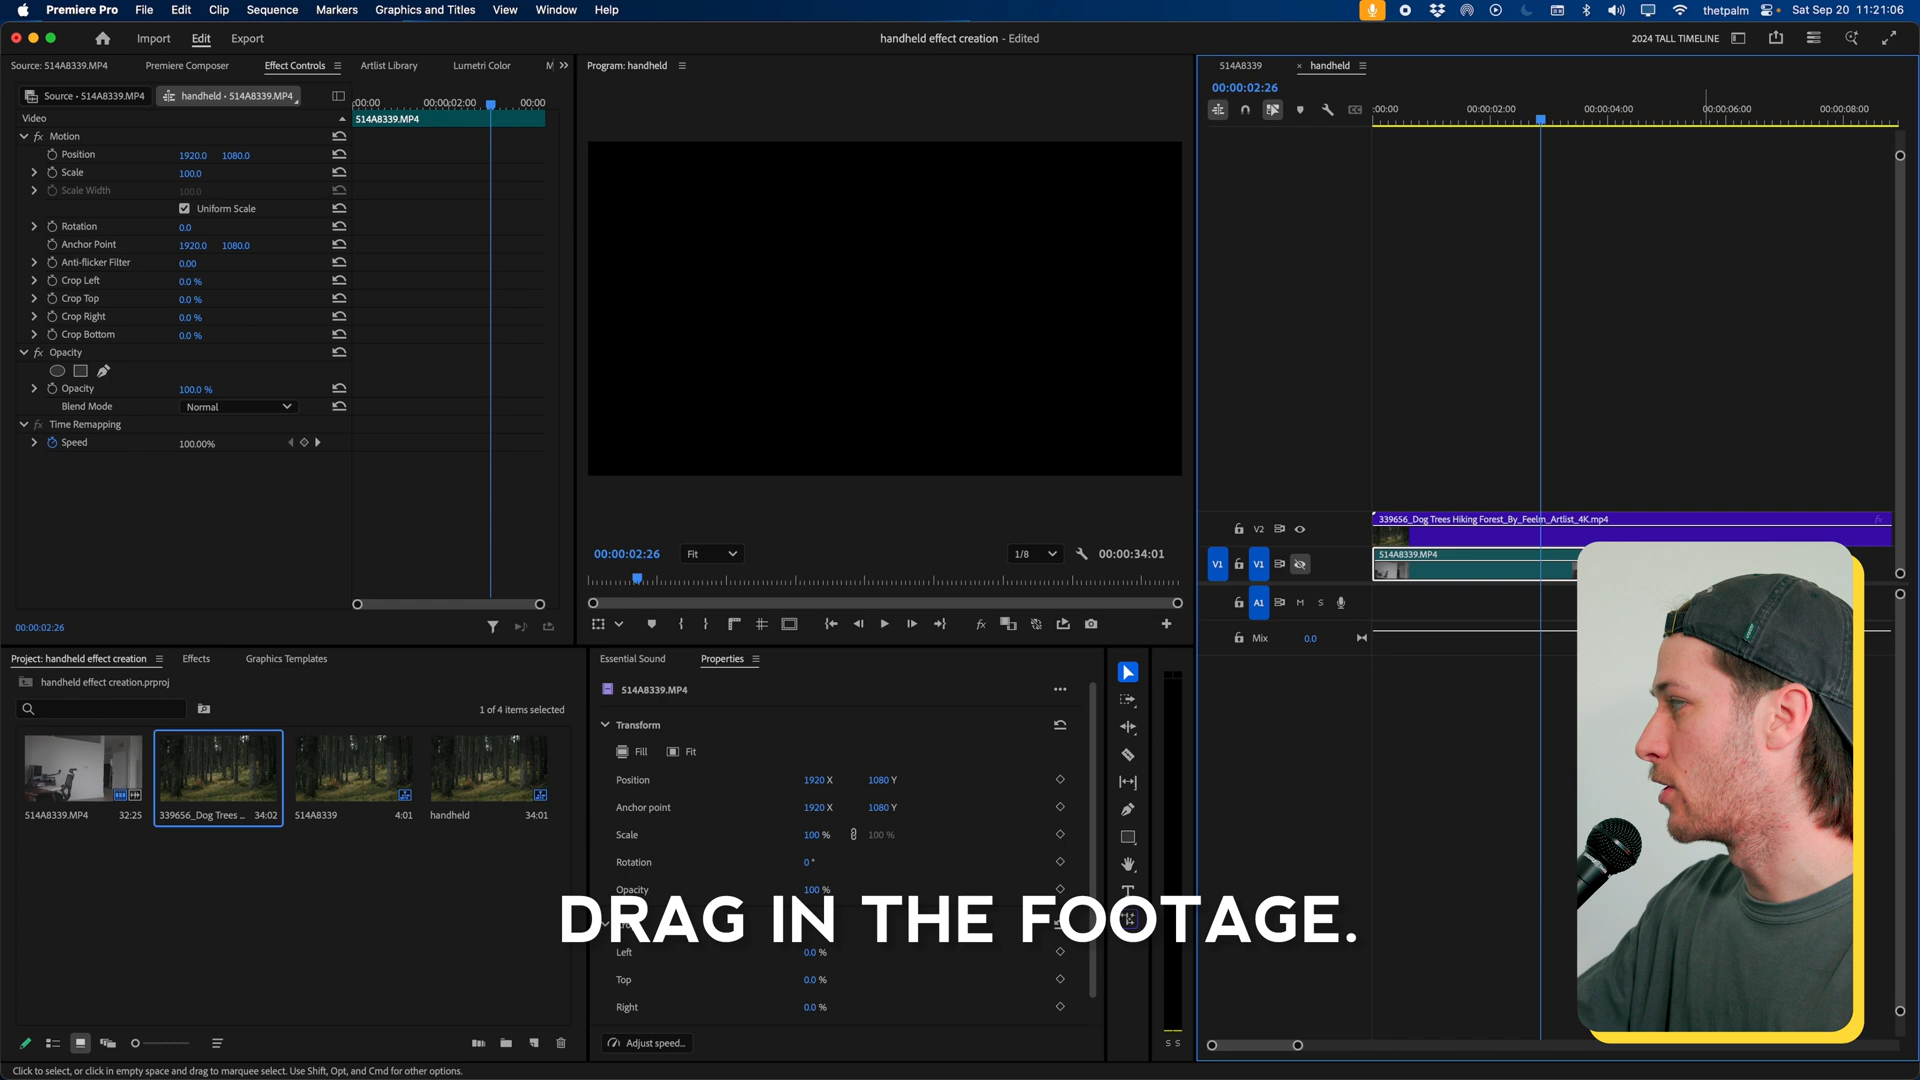 Premiere Pro File Edit Clip Sequence Markers Graphics and Titles View Window Help thetpalm Sat Sep 20 11:21:06
Import Edit Export handheld effect creation - Edited 2024 TALL TIMELINE
Source: 514A8339.MP4 Premiere Composer Effect Controls Artlist Library Lumetri Color M
Source • 514A8339.MP4 handheld • 514A8339.MP4 :00:00 00:00:02:00 00:00
Video 514A8339.MP4
fx Motion
Position 1920.0 1080.0
Scale 100.0
Scale Width 100.0
Uniform Scale
Rotation 0.0
Anchor Point 1920.0 1080.0
Anti-flicker Filter 0.00
Crop Left 0.0 %
Crop Top 0.0 %
Crop Right 0.0 %
Crop Bottom 0.0 %
fx Opacity
Opacity 100.0 %
Blend Mode Normal
fx Time Remapping
Speed 100.00%
00:00:02:26
Program: handheld
00:00:02:26 Fit 1/8 00:00:34:01
fx
514A8339 × handheld
00:00:02:26
:00:00 00:00:02:00 00:00:04:00 00:00:06:00 00:00:08:00
V2 339656_Dog Trees Hiking Forest_By_Feelm_Artlist_4K.mp4 fx
V1 V1 514A8339.MP4
A1 M S
Mix 0.0
Project: handheld effect creation Effects Graphics Templates
handheld effect creation.prproj
1 of 4 items selected
514A8339.MP4 32:25 339656_Dog Trees ... 34:02 514A8339 4:01 handheld 34:01
Essential Sound Properties
514A8339.MP4
Transform
Fill Fit
Position 1920 X 1080 Y
Anchor point 1920 X 1080 Y
Scale 100 % 100 %
Rotation 0 °
Opacity 100 %
DRAG IN THE FOOTAGE.
Left 0.0 %
Top 0.0 %
Right 0.0 %
Adjust speed...
S S
Click to select, or click in empty space and drag to marquee select. Use Shift, Opt, and Cmd for other options.